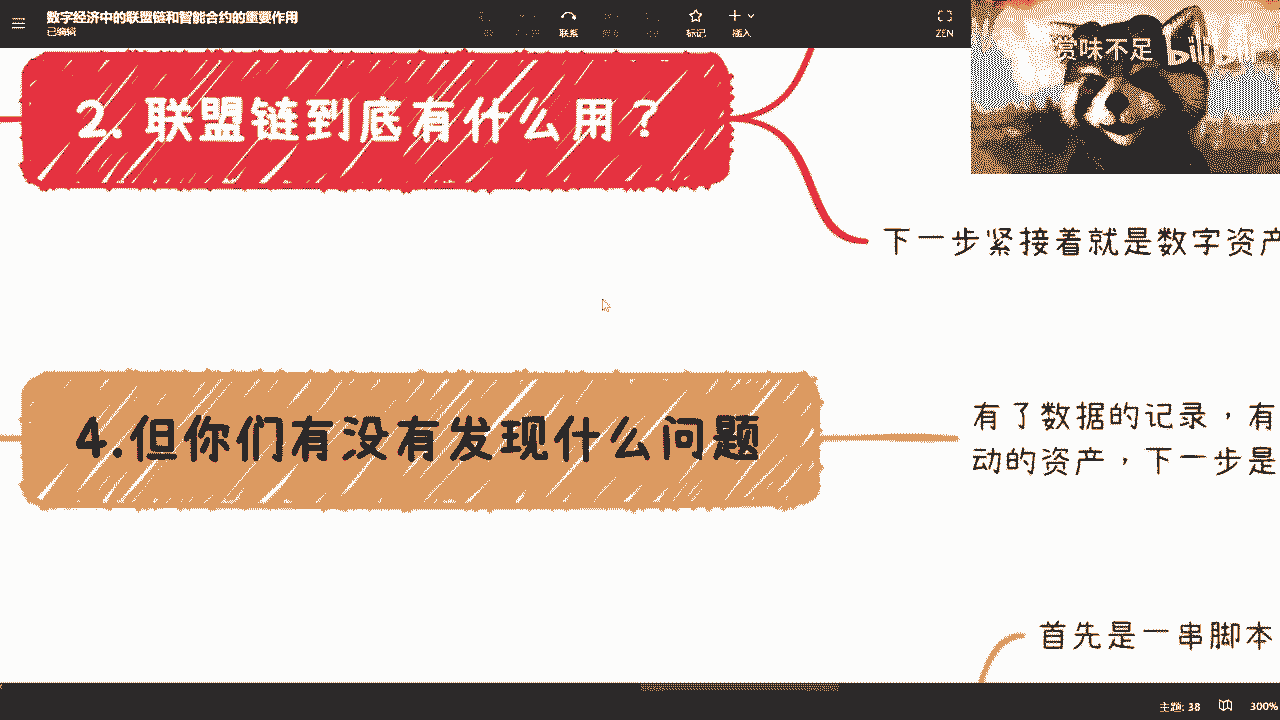 数字经济中的联盟链和智能合约的重要作用
已编辑
联系
标记
插入
ZEN
赏味不足 bilibili
2. 联盟链到底有什么用？
下一步紧接着就是数字资产
4.但你们有没有发现什么问题
有了数据的记录，有
动的资产，下一步是
首先是一串脚本
主题: 38
300%